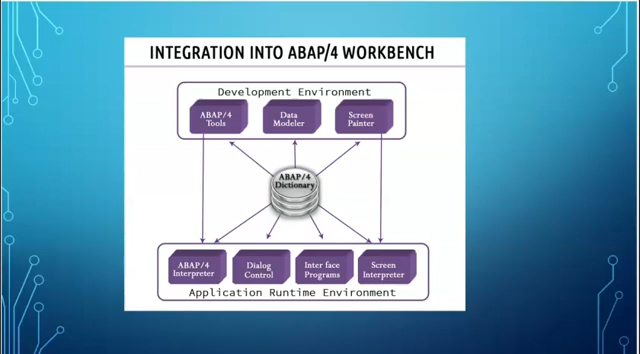 INTEGRATION INTO ABAP/4 WORKBENCH
Development Environment
ABAP/4
Tools
Data
Modeler
Screen
Painter
ABAP/4
Dictionary
ABAP/4
Interpreter
Dialog
Control
Inter face
Programs
Screen
Interpreter
Application Runtime Environment